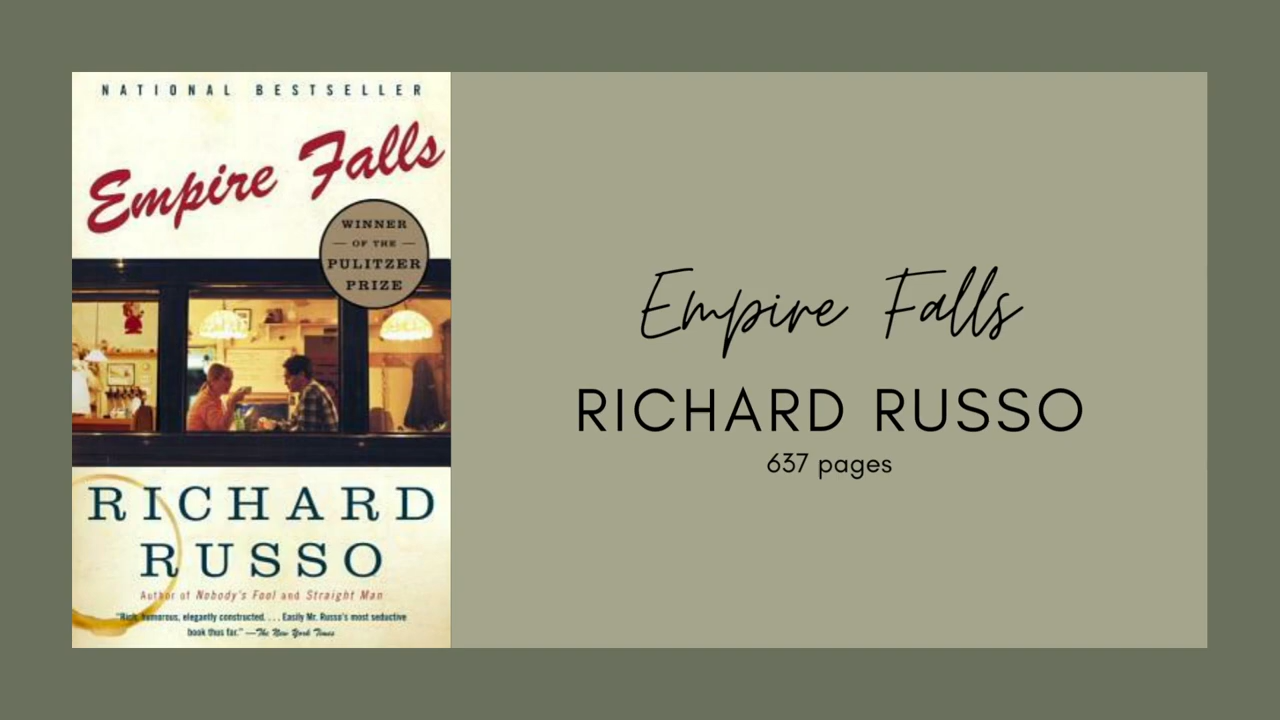 NATIONAL BESTSELLER
Empire Falls
WINNER
OF THE
PULITZER
PRIZE
RICHARD
RUSSO
Author of Nobody's Fool and Straight Man
"Rich, humorous, elegantly constructed. . . . Easily Mr. Russo's most seductive
book thus far." —The New York Times
Empire Falls
RICHARD RUSSO
637 pages